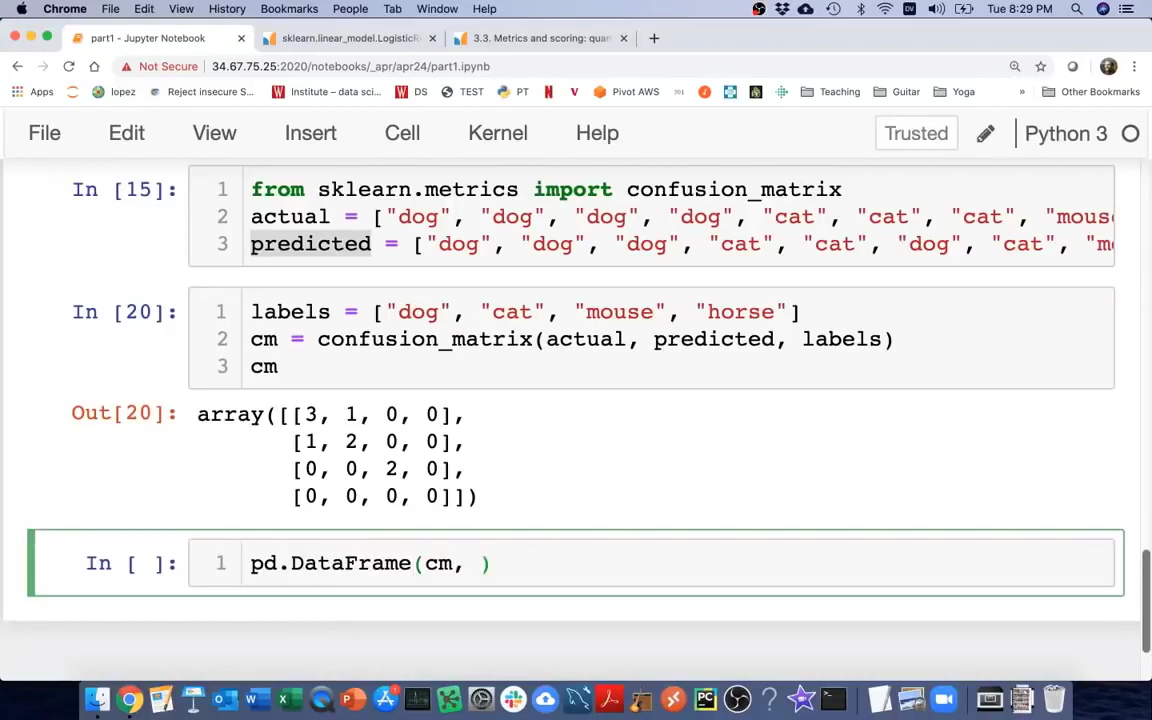 Chrome File Edit View History Bookmarks People Tab Window Help Tue 8:29 PM
part1 - Jupyter Notebook sklearn.linear_model.LogisticR 3.3. Metrics and scoring: quan
Not Secure 34.67.75.25:2020/notebooks/_apr/apr24/part1.ipynb
Apps lopez Reject insecure S... Institute – data sci... DS TEST PT Pivot AWS Teaching Guitar Yoga » Other Bookmarks
File Edit View Insert Cell Kernel Help Trusted Python 3
In [15]: 1 from sklearn.metrics import confusion_matrix
2 actual = ["dog", "dog", "dog", "dog", "cat", "cat", "cat", "mous
3 predicted = ["dog", "dog", "dog", "cat", "cat", "dog", "cat", "m
In [20]: 1 labels = ["dog", "cat", "mouse", "horse"]
2 cm = confusion_matrix(actual, predicted, labels)
3 cm
Out[20]: array([[3, 1, 0, 0],
[1, 2, 0, 0],
[0, 0, 2, 0],
[0, 0, 0, 0]])
In [ ]: 1 pd.DataFrame(cm, )